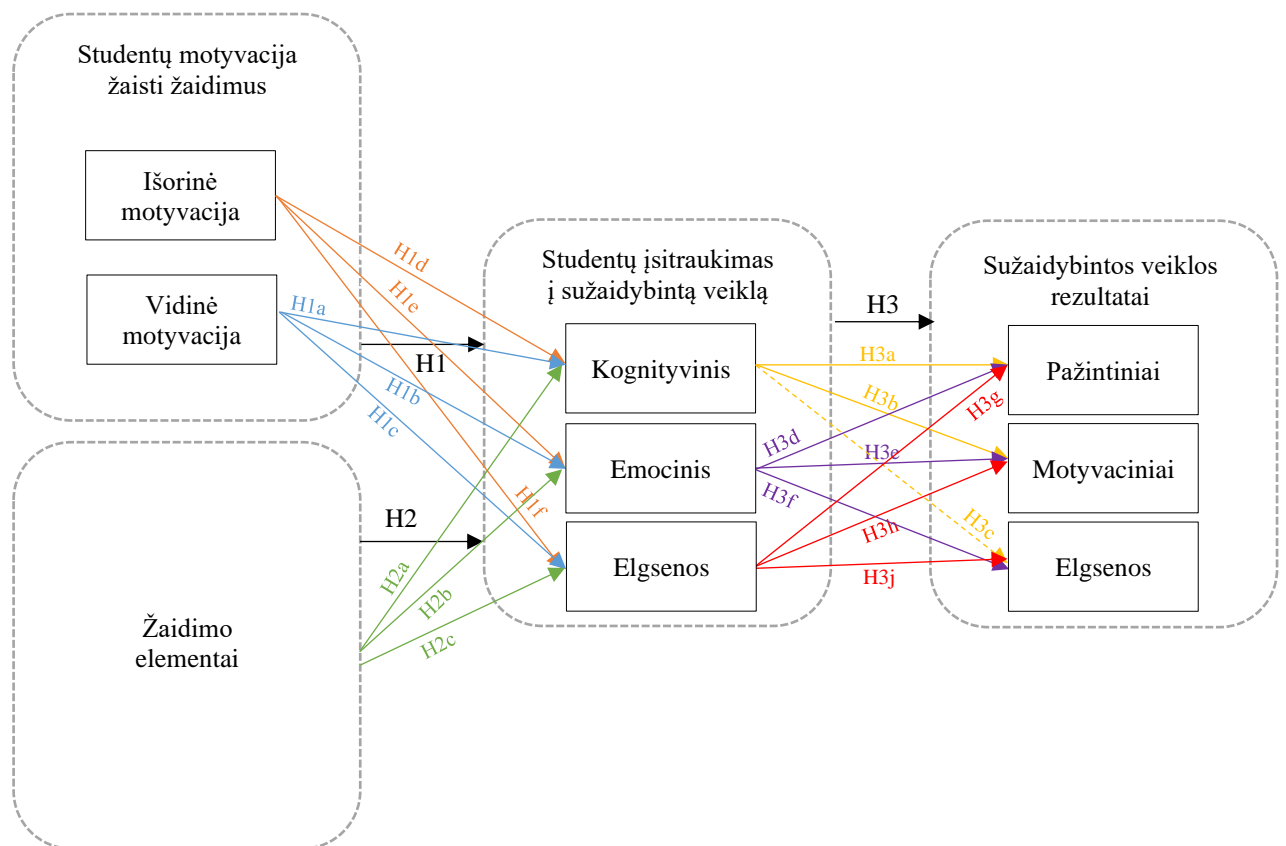 Studentų motyvacija
žaisti žaidimus
Išorinė
motyvacija
Vidinė
motyvacija
Žaidimo
elementai
H1d
H1e
H1f
H1a
H1b
H1c
H1
H2
H2a
H2b
H2c
Studentų įsitraukimas
į sužaidybintą veiklą
Kognityvinis
Emocinis
Elgsenos
H3
H3a
H3b
H3c
H3d
H3e
H3f
H3g
H3h
H3j
Sužaidybintos veiklos
rezultatai
Pažintiniai
Motyvaciniai
Elgsenos